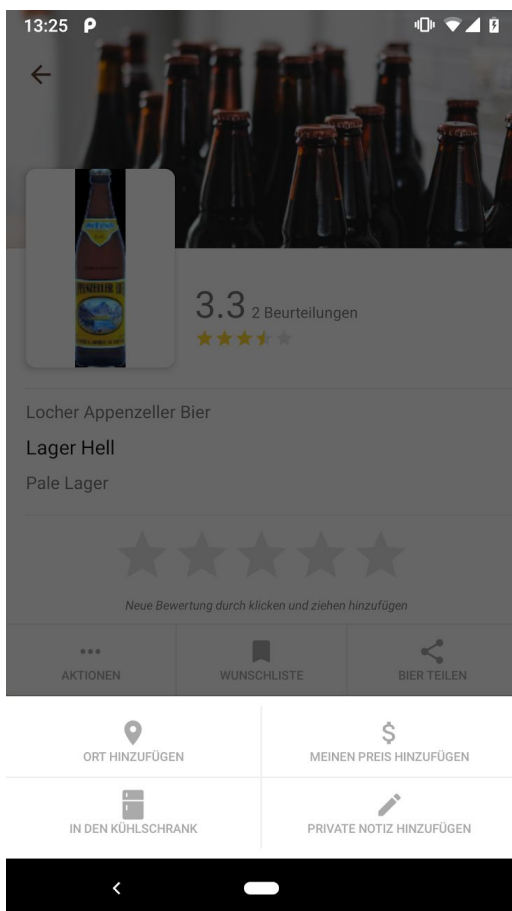 13:25
3.3 2 Beurteilungen
Locher Appenzeller Bier
Lager Hell
Pale Lager
Neue Bewertung durch klicken und ziehen hinzufügen
AKTIONEN
WUNSCHLISTE
BIER TEILEN
ORT HINZUFÜGEN
MEINEN PREIS HINZUFÜGEN
IN DEN KÜHLSCHRANK
PRIVATE NOTIZ HINZUFÜGEN